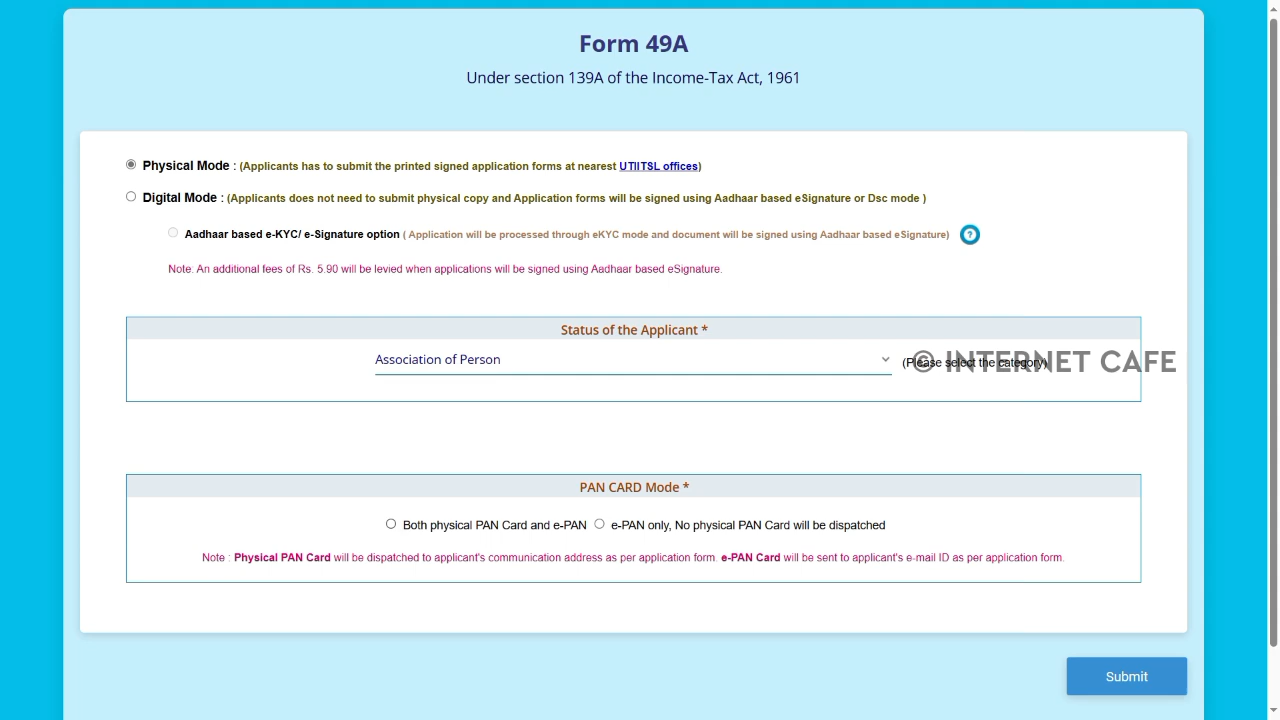 Form 49A
Under section 139A of the Income-Tax Act, 1961
Physical Mode : (Applicants has to submit the printed signed application forms at nearest UTIITSL offices)
Digital Mode : (Applicants does not need to submit physical copy and Application forms will be signed using Aadhaar based eSignature or Dsc mode )
Aadhaar based e-KYC/ e-Signature option ( Application will be processed through eKYC mode and document will be signed using Aadhaar based eSignature) ?
Note: An additional fees of Rs. 5.90 will be levied when applications will be signed using Aadhaar based eSignature.
Status of the Applicant *
Association of Person
(Please select the category)
© INTERNET CAFE
PAN CARD Mode *
Both physical PAN Card and e-PAN e-PAN only, No physical PAN Card will be dispatched
Note : Physical PAN Card will be dispatched to applicant's communication address as per application form. e-PAN Card will be sent to applicant's e-mail ID as per application form.
Submit